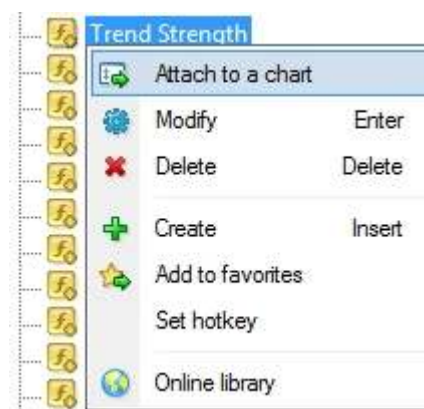 Trend Strength
Attach to a chart
Modify Enter
Delete Delete
Create Insert
Add to favorites
Set hotkey
Online library